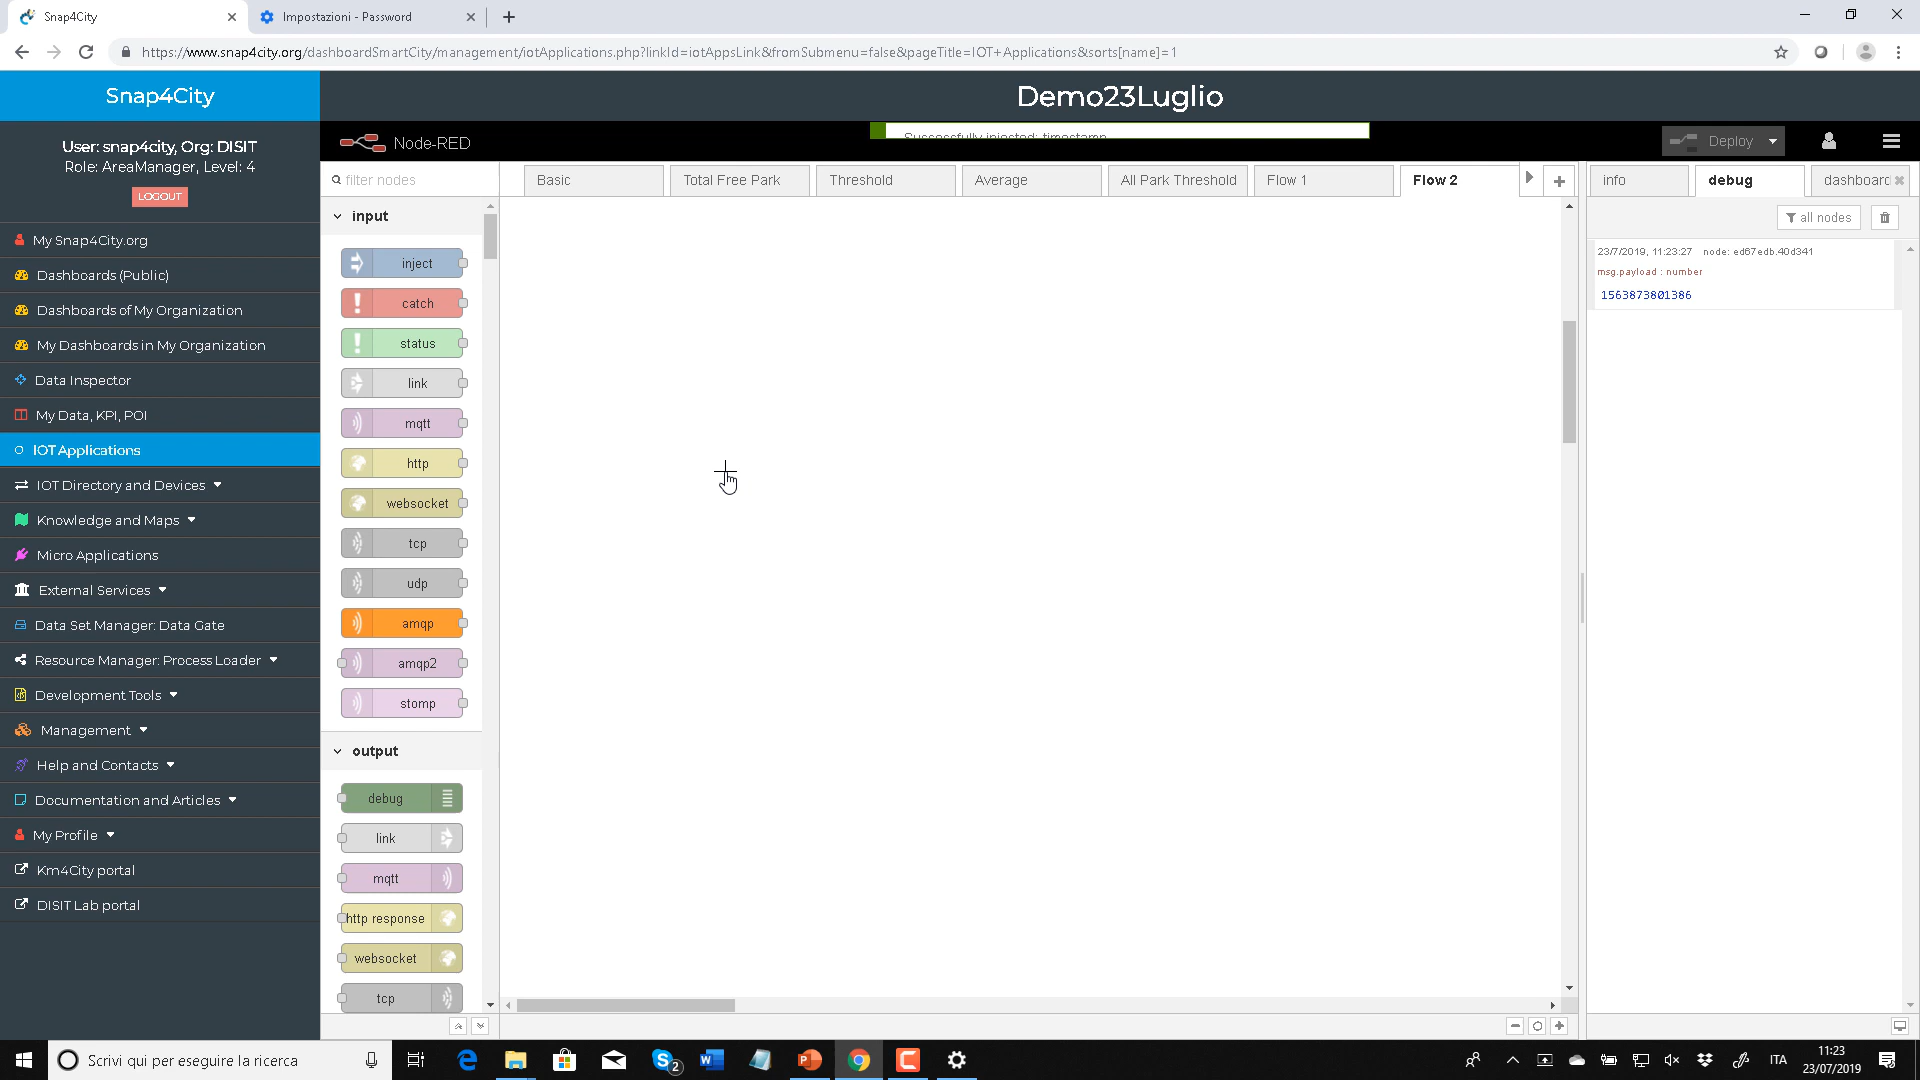 Snap4City
Impostazioni - Password
https://www.snap4city.org/dashboardSmartCity/management/iotApplications.php?linkId=iotAppsLink&fromSubmenu=false&pageTitle=IOT+Applications&sorts[name]=1
Snap4City
Demo23Luglio
User: snap4city, Org: DISIT
Role: AreaManager, Level: 4
LOGOUT
My Snap4City.org
Dashboards (Public)
Dashboards of My Organization
My Dashboards in My Organization
Data Inspector
My Data, KPI, POI
IOT Applications
IOT Directory and Devices
Knowledge and Maps
Micro Applications
External Services
Data Set Manager: Data Gate
Resource Manager: Process Loader
Development Tools
Management
Help and Contacts
Documentation and Articles
My Profile
Km4City portal
DISIT Lab portal
Node-RED
Successfully injected: timestamp
Deploy
filter nodes
Basic
Total Free Park
Threshold
Average
All Park Threshold
Flow 1
Flow 2
info
debug
dashboard
input
inject
catch
status
link
mqtt
http
websocket
tcp
udp
amqp
amqp2
stomp
output
debug
link
mqtt
http response
websocket
tcp
all nodes
23/7/2019, 11:23:27 node: ed67edb.40d341
msg.payload : number
1563873801386
Scrivi qui per eseguire la ricerca
2
ITA
11:23
23/07/2019